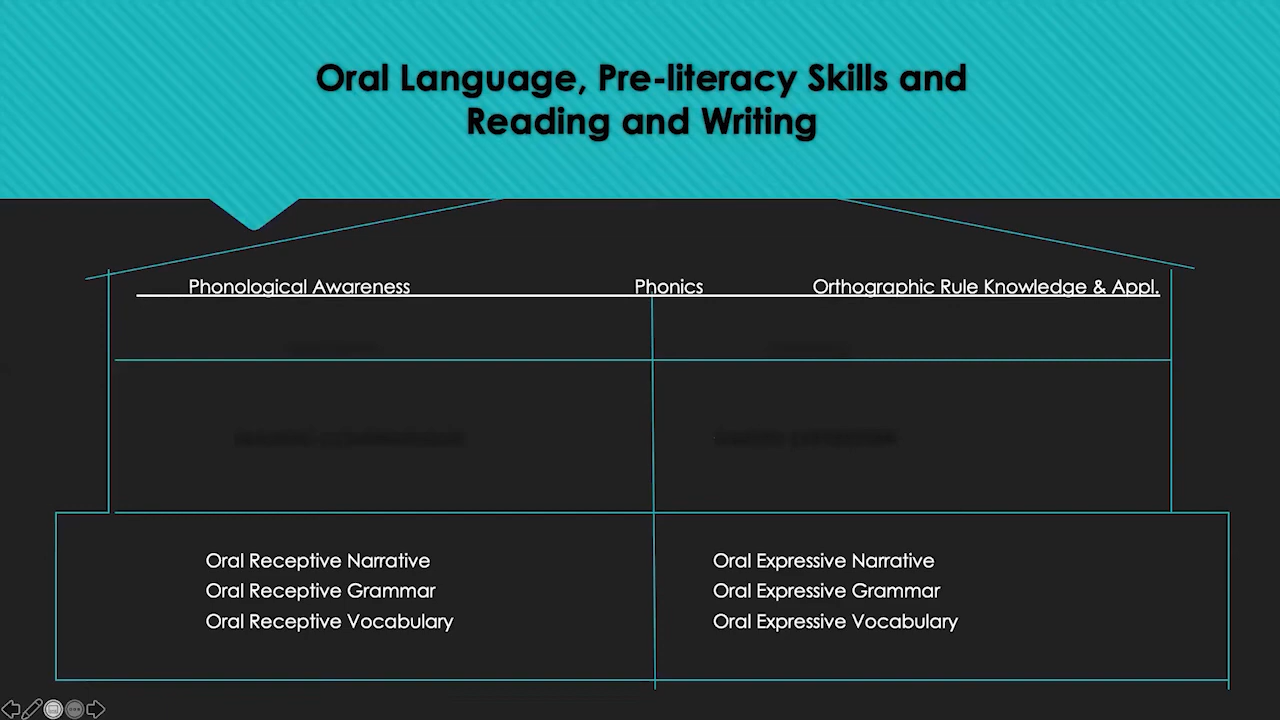 Oral Language, Pre-literacy Skills and
Reading and Writing
Phonological Awareness Phonics Orthographic Rule Knowledge & Appl.
Oral Receptive Narrative
Oral Receptive Grammar
Oral Receptive Vocabulary
Oral Expressive Narrative
Oral Expressive Grammar
Oral Expressive Vocabulary